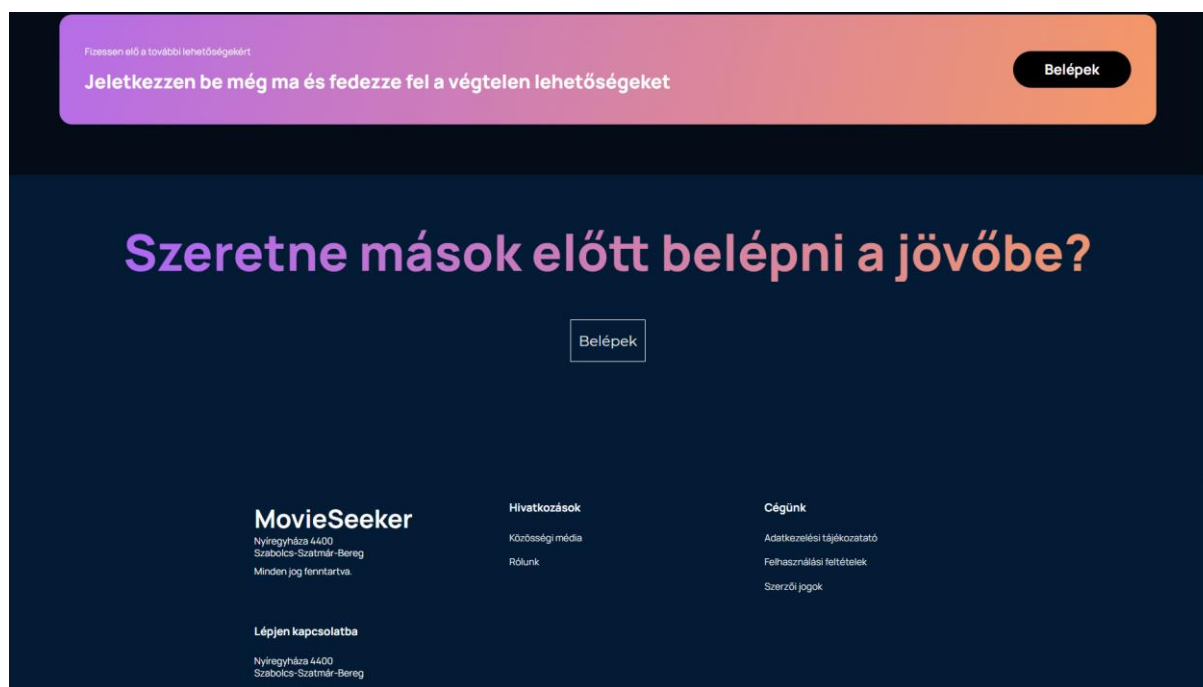 Fizessen elő a további lehetőségekért
Jeletkezzen be még ma és fedezze fel a végtelen lehetőségeket
Belépek
Szeretne mások előtt belépni a jövőbe?
Belépek
MovieSeeker
Nyíregyháza 4400
Szabolcs-Szatmár-Bereg
Minden jog fenntartva.
Hivatkozások
Közösségi média
Rólunk
Cégünk
Adatkezelési tájékozatató
Felhasználási feltételek
Szerzői jogok
Lépjen kapcsolatba
Nyíregyháza 4400
Szabolcs-Szatmár-Bereg